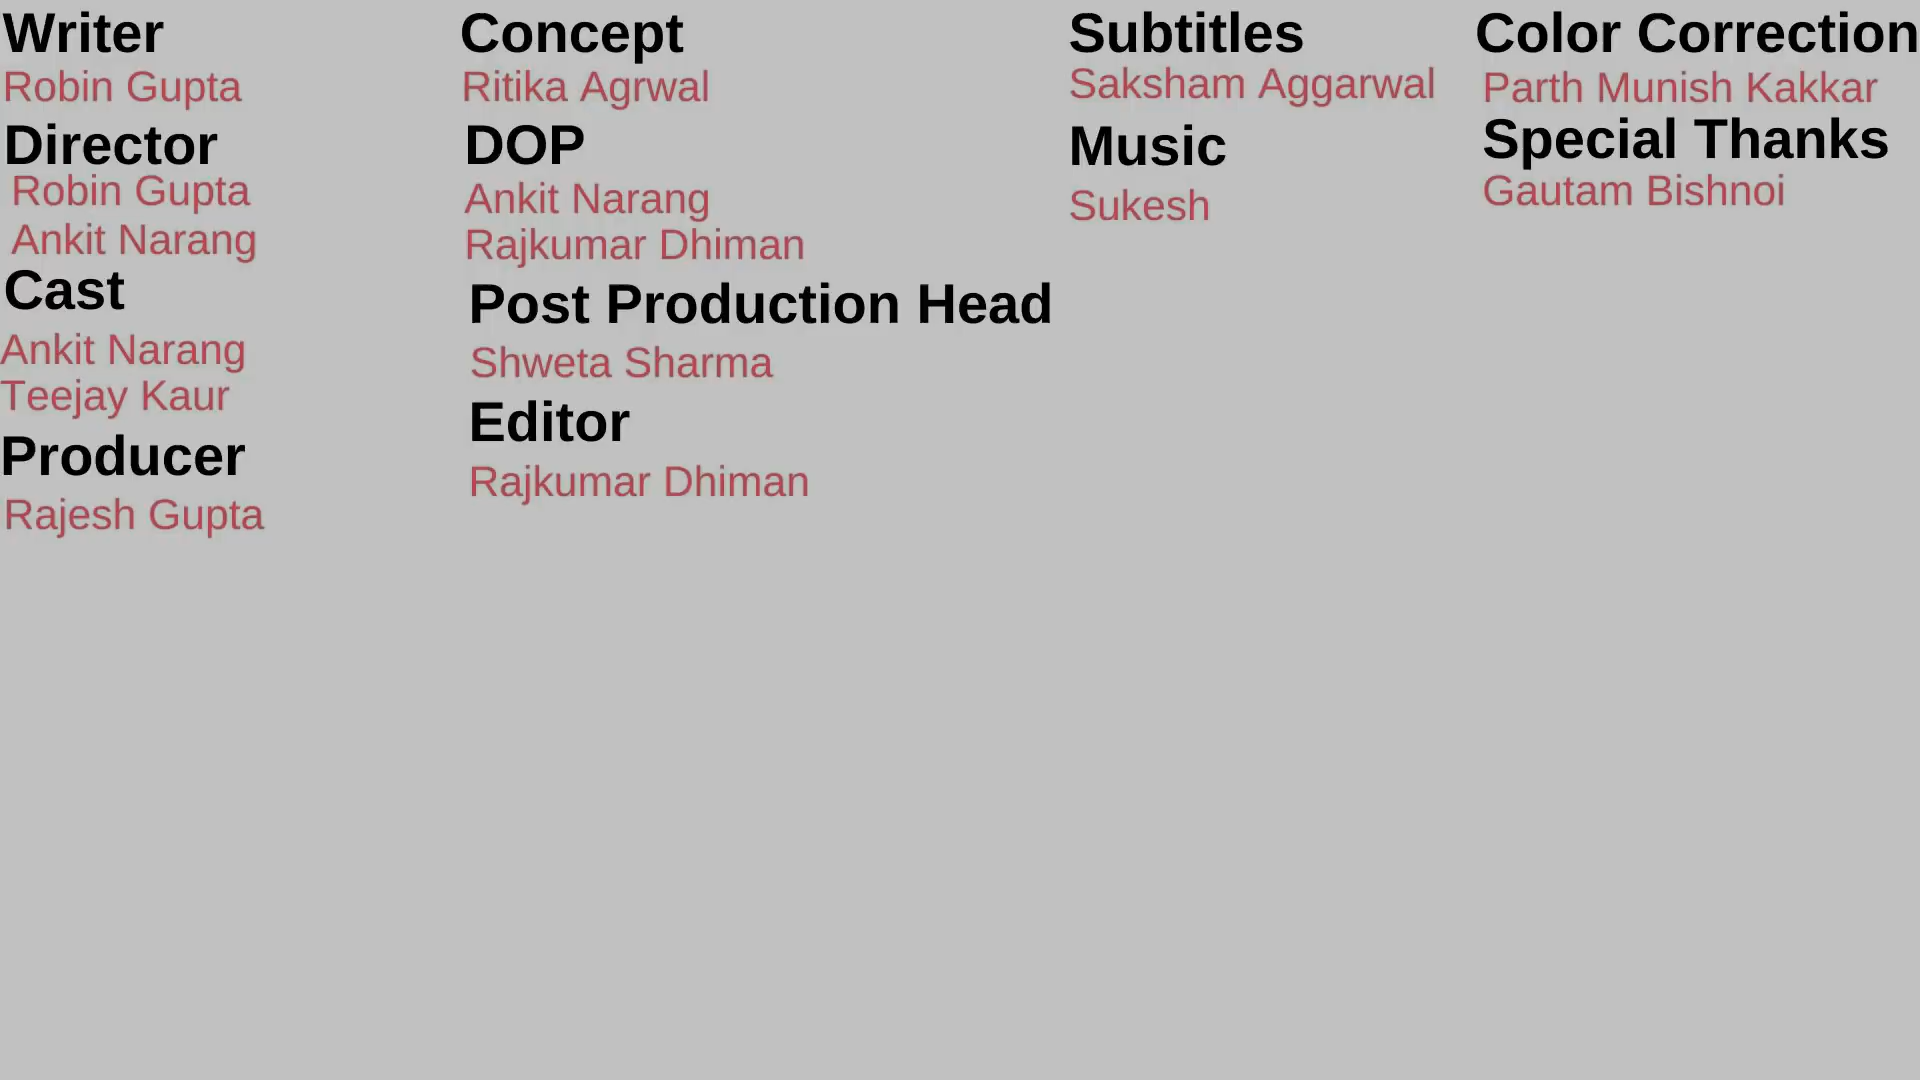 Writer
Robin Gupta
Director
Robin Gupta
Ankit Narang
Cast
Ankit Narang
Teejay Kaur
Producer
Rajesh Gupta
Concept
Ritika Agrwal
DOP
Ankit Narang
Rajkumar Dhiman
Post Production Head
Shweta Sharma
Editor
Rajkumar Dhiman
Subtitles
Saksham Aggarwal
Music
Sukesh
Color Correction
Parth Munish Kakkar
Special Thanks
Gautam Bishnoi